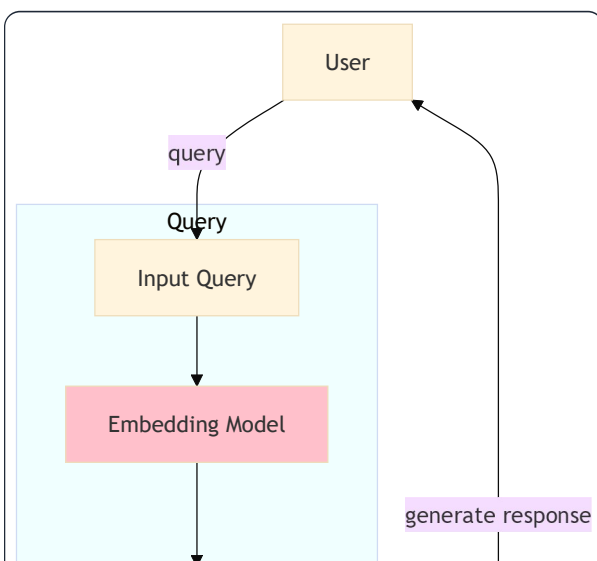 User
query
Query
Input Query
Embedding Model
generate response